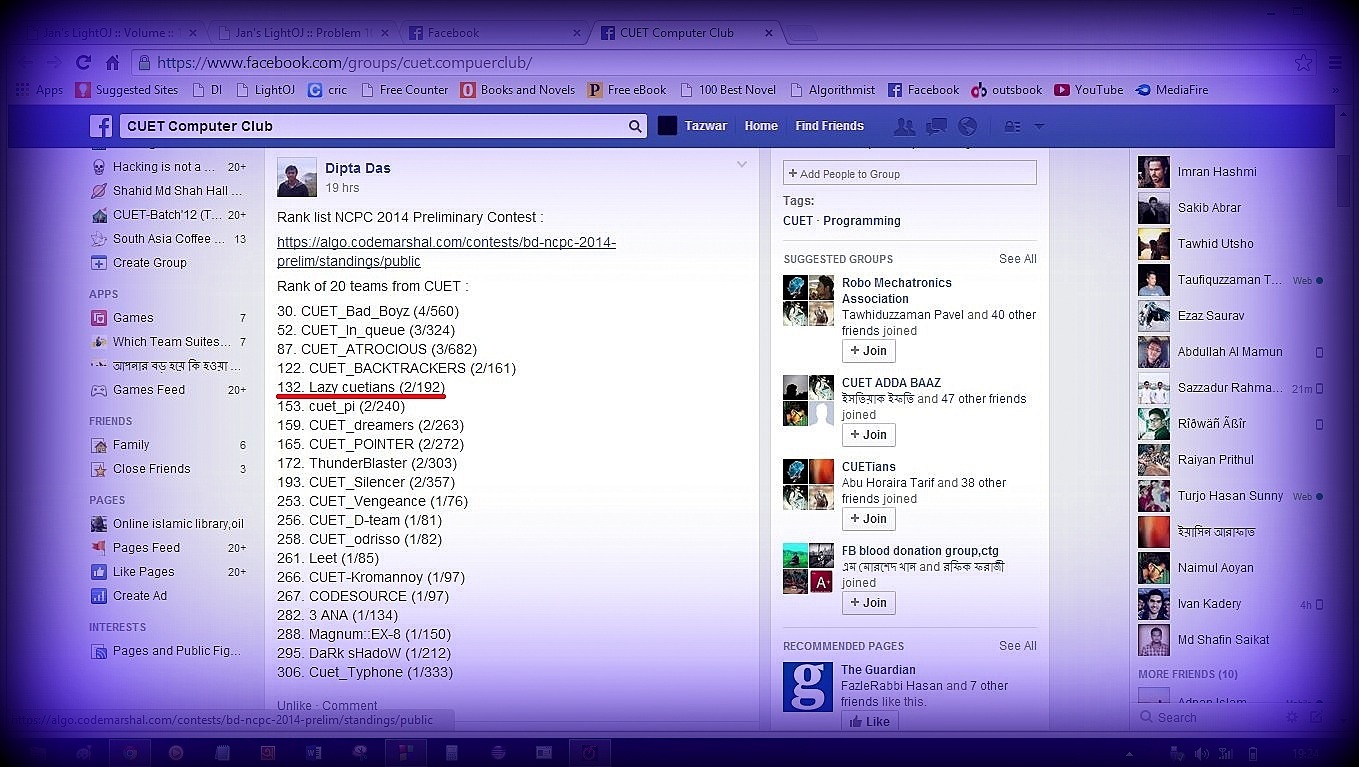 Jan's LightOJ :: Volume ::
Jan's LightOJ :: Problem 1
Facebook
CUET Computer Club
https://www.facebook.com/groups/cuet.compuerclub/
Apps
Suggested Sites
DI
LightOJ
cric
Free Counter
Books and Novels
Free eBook
100 Best Novel
Algorithmist
Facebook
outsbook
YouTube
MediaFire
CUET Computer Club
Tazwar
Home
Find Friends
Hacking is not a ... 20+
Shahid Md Shah Hall ...
CUET-Batch'12 (T... 20+
South Asia Coffee ... 13
Create Group
APPS
Games 7
Which Team Suites... 7
আপনার বড় হয়ে কি হওয়া ...
Games Feed 20+
FRIENDS
Family 6
Close Friends 3
PAGES
Online islamic library,oil
Pages Feed 20+
Like Pages 20+
Create Ad
INTERESTS
Pages and Public Fig...
Dipta Das
19 hrs
Rank list NCPC 2014 Preliminary Contest :
https://algo.codemarshal.com/contests/bd-ncpc-2014-
prelim/standings/public
Rank of 20 teams from CUET :
30. CUET_Bad_Boyz (4/560)
52. CUET_In_queue (3/324)
87. CUET_ATROCIOUS (3/682)
122. CUET_BACKTRACKERS (2/161)
132. Lazy cuetians (2/192)
153. cuet_pi (2/240)
159. CUET_dreamers (2/263)
165. CUET_POINTER (2/272)
172. ThunderBlaster (2/303)
193. CUET_Silencer (2/357)
253. CUET_Vengeance (1/76)
256. CUET_D-team (1/81)
258. CUET_odrisso (1/82)
261. Leet (1/85)
266. CUET-Kromannoy (1/97)
267. CODESOURCE (1/97)
282. 3 ANA (1/134)
288. Magnum::EX-8 (1/150)
295. DaRk sHadoW (1/212)
306. Cuet_Typhone (1/333)
Unlike · Comment
https://algo.codemarshal.com/contests/bd-ncpc-2014-prelim/standings/public
+ Add People to Group
Tags:
CUET · Programming
SUGGESTED GROUPS
See All
Robo Mechatronics
Association
Tawhiduzzaman Pavel and 40 other
friends joined
+ Join
CUET ADDA BAAZ
ইসতিয়াক ইফতি and 47 other friends
joined
+ Join
CUETians
Abu Horaira Tarif and 38 other
friends joined
+ Join
FB blood donation group,ctg
এম মোরশেদ খান and রফিক ফরাজী
joined
A+
+ Join
RECOMMENDED PAGES
See All
The Guardian
FazleRabbi Hasan and 7 other
friends like this.
Like
Imran Hashmi
Sakib Abrar
Tawhid Utsho
Taufiquzzaman T... Web
Ezaz Saurav
Abdullah Al Mamun
Sazzadur Rahma... 21m
Rîðwäñ Ãßîr
Raiyan Prithul
Turjo Hasan Sunny Web
ইয়াসিন আরাফাত
Naimul Aoyan
Ivan Kadery 4h
Md Shafin Saikat
MORE FRIENDS (10)
Adnan Islam
Search